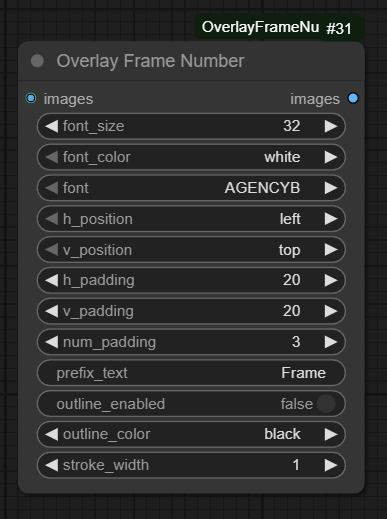 OverlayFrameNu #31
Overlay Frame Number
images images
font_size 32
font_color white
font AGENCYB
h_position left
v_position top
h_padding 20
v_padding 20
num_padding 3
prefix_text Frame
outline_enabled false
outline_color black
stroke_width 1